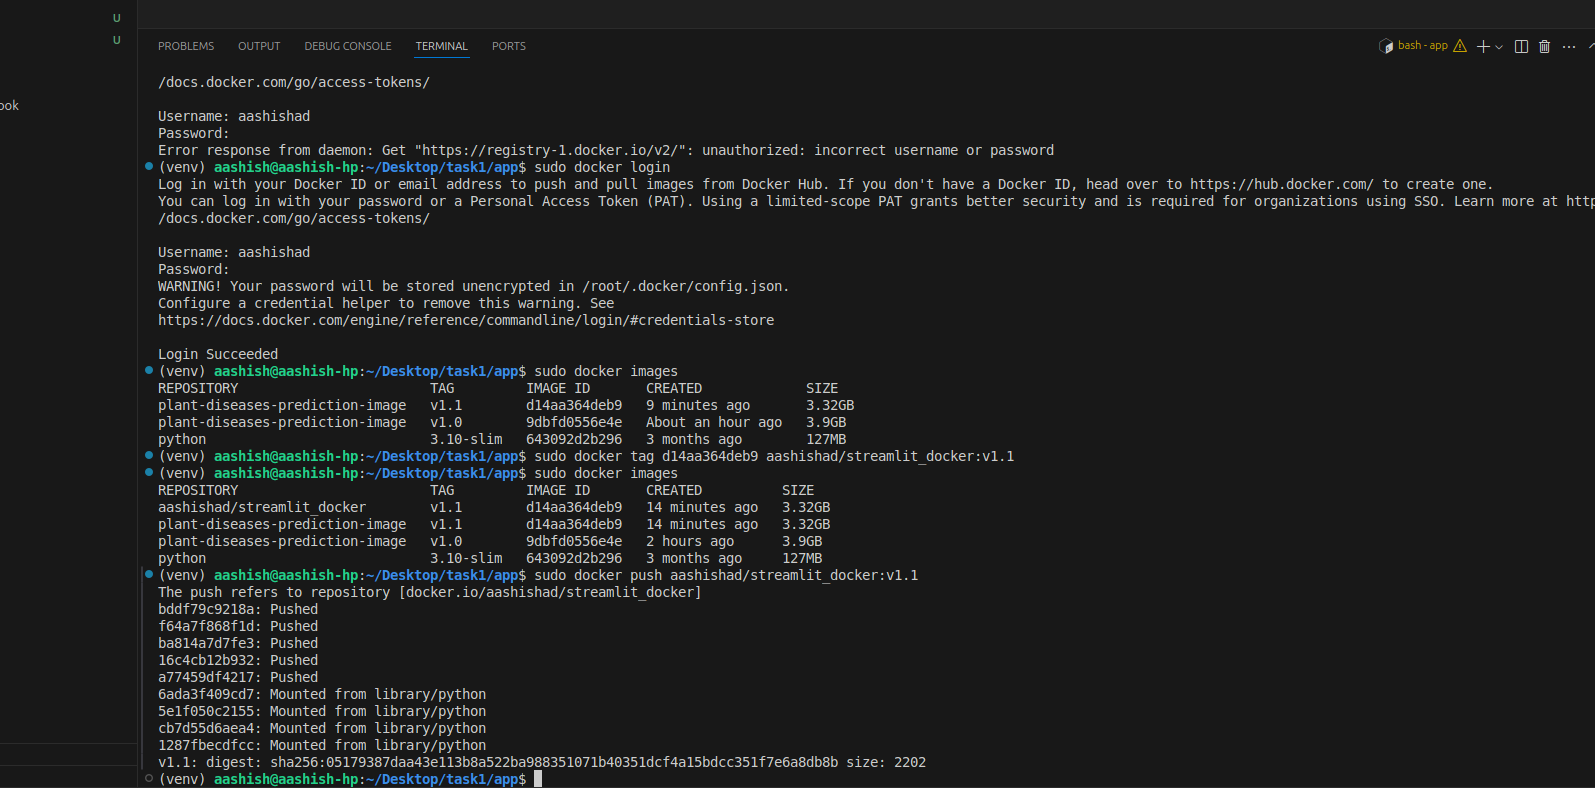 U
PROBLEMS OUTPUT DEBUG CONSOLE TERMINAL PORTS bash - app
U
/docs.docker.com/go/access-tokens/
ook
Username: aashishad
Password:
Error response from daemon: Get "https://registry-1.docker.io/v2/": unauthorized: incorrect username or password
(venv) aashish@aashish-hp:~/Desktop/task1/app$ sudo docker login
Log in with your Docker ID or email address to push and pull images from Docker Hub. If you don't have a Docker ID, head over to https://hub.docker.com/ to create one.
You can log in with your password or a Personal Access Token (PAT). Using a limited-scope PAT grants better security and is required for organizations using SSO. Learn more at http
/docs.docker.com/go/access-tokens/
Username: aashishad
Password:
WARNING! Your password will be stored unencrypted in /root/.docker/config.json.
Configure a credential helper to remove this warning. See
https://docs.docker.com/engine/reference/commandline/login/#credentials-store
Login Succeeded
(venv) aashish@aashish-hp:~/Desktop/task1/app$ sudo docker images
REPOSITORY TAG IMAGE ID CREATED SIZE
plant-diseases-prediction-image v1.1 d14aa364deb9 9 minutes ago 3.32GB
plant-diseases-prediction-image v1.0 9dbfd0556e4e About an hour ago 3.9GB
python 3.10-slim 643092d2b296 3 months ago 127MB
(venv) aashish@aashish-hp:~/Desktop/task1/app$ sudo docker tag d14aa364deb9 aashishad/streamlit_docker:v1.1
(venv) aashish@aashish-hp:~/Desktop/task1/app$ sudo docker images
REPOSITORY TAG IMAGE ID CREATED SIZE
aashishad/streamlit_docker v1.1 d14aa364deb9 14 minutes ago 3.32GB
plant-diseases-prediction-image v1.1 d14aa364deb9 14 minutes ago 3.32GB
plant-diseases-prediction-image v1.0 9dbfd0556e4e 2 hours ago 3.9GB
python 3.10-slim 643092d2b296 3 months ago 127MB
(venv) aashish@aashish-hp:~/Desktop/task1/app$ sudo docker push aashishad/streamlit_docker:v1.1
The push refers to repository [docker.io/aashishad/streamlit_docker]
bddf79c9218a: Pushed
f64a7f868f1d: Pushed
ba814a7d7fe3: Pushed
16c4cb12b932: Pushed
a77459df4217: Pushed
6ada3f409cd7: Mounted from library/python
5e1f050c2155: Mounted from library/python
cb7d55d6aea4: Mounted from library/python
1287fbecdfcc: Mounted from library/python
v1.1: digest: sha256:05179387daa43e113b8a522ba988351071b40351dcf4a15bdcc351f7e6a8db8b size: 2202
(venv) aashish@aashish-hp:~/Desktop/task1/app$